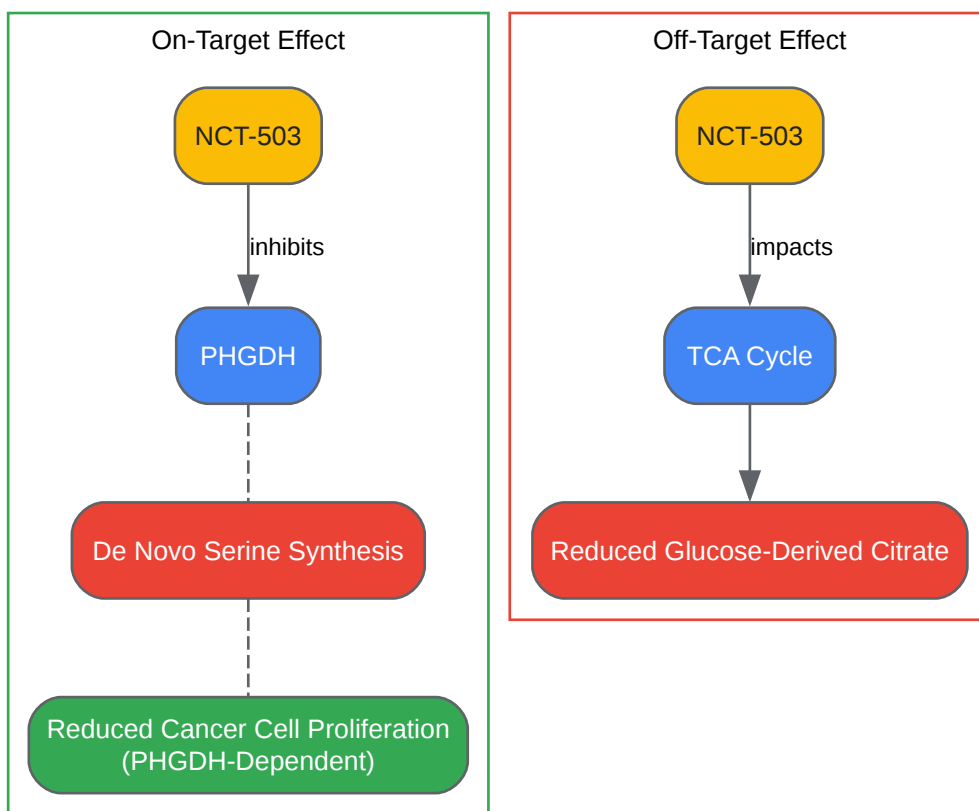 On-Target Effect
NCT-503
inhibits
PHGDH
De Novo Serine Synthesis
Reduced Cancer Cell Proliferation
(PHGDH-Dependent)
Off-Target Effect
NCT-503
impacts
TCA Cycle
Reduced Glucose-Derived Citrate